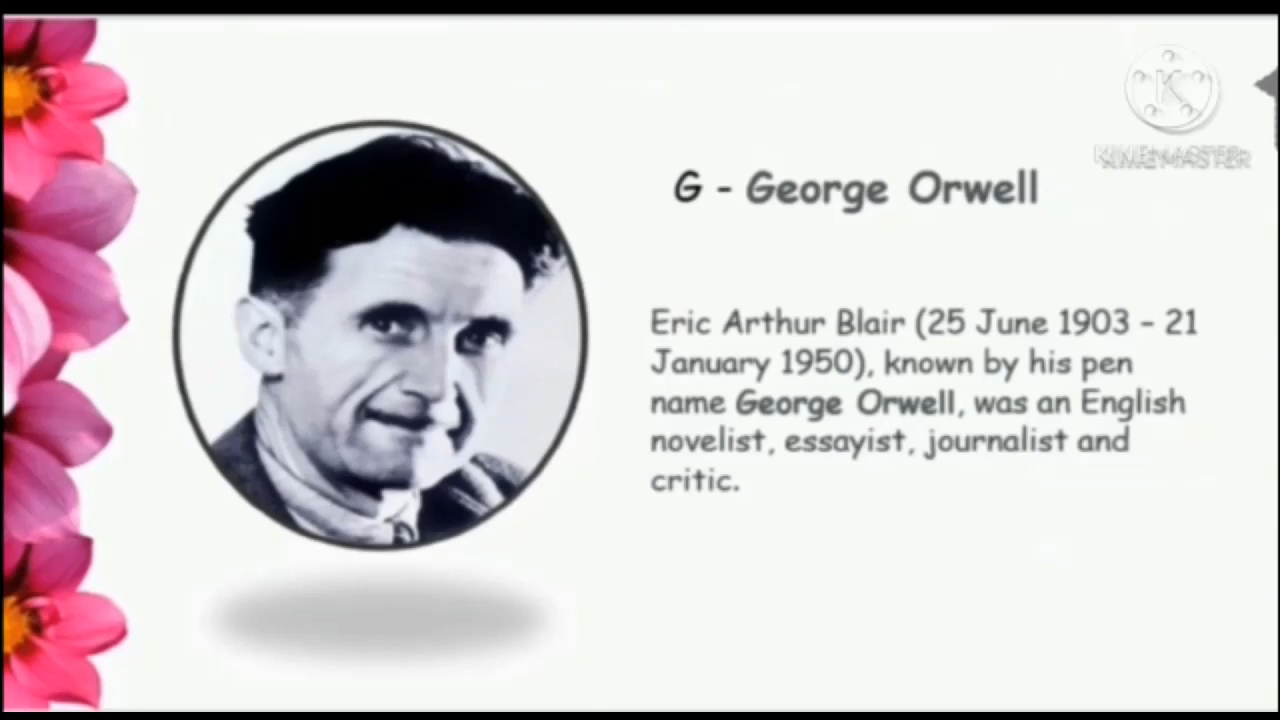 KINEMASTER
G - George Orwell
Eric Arthur Blair (25 June 1903 – 21
January 1950), known by his pen
name George Orwell, was an English
novelist, essayist, journalist and
critic.